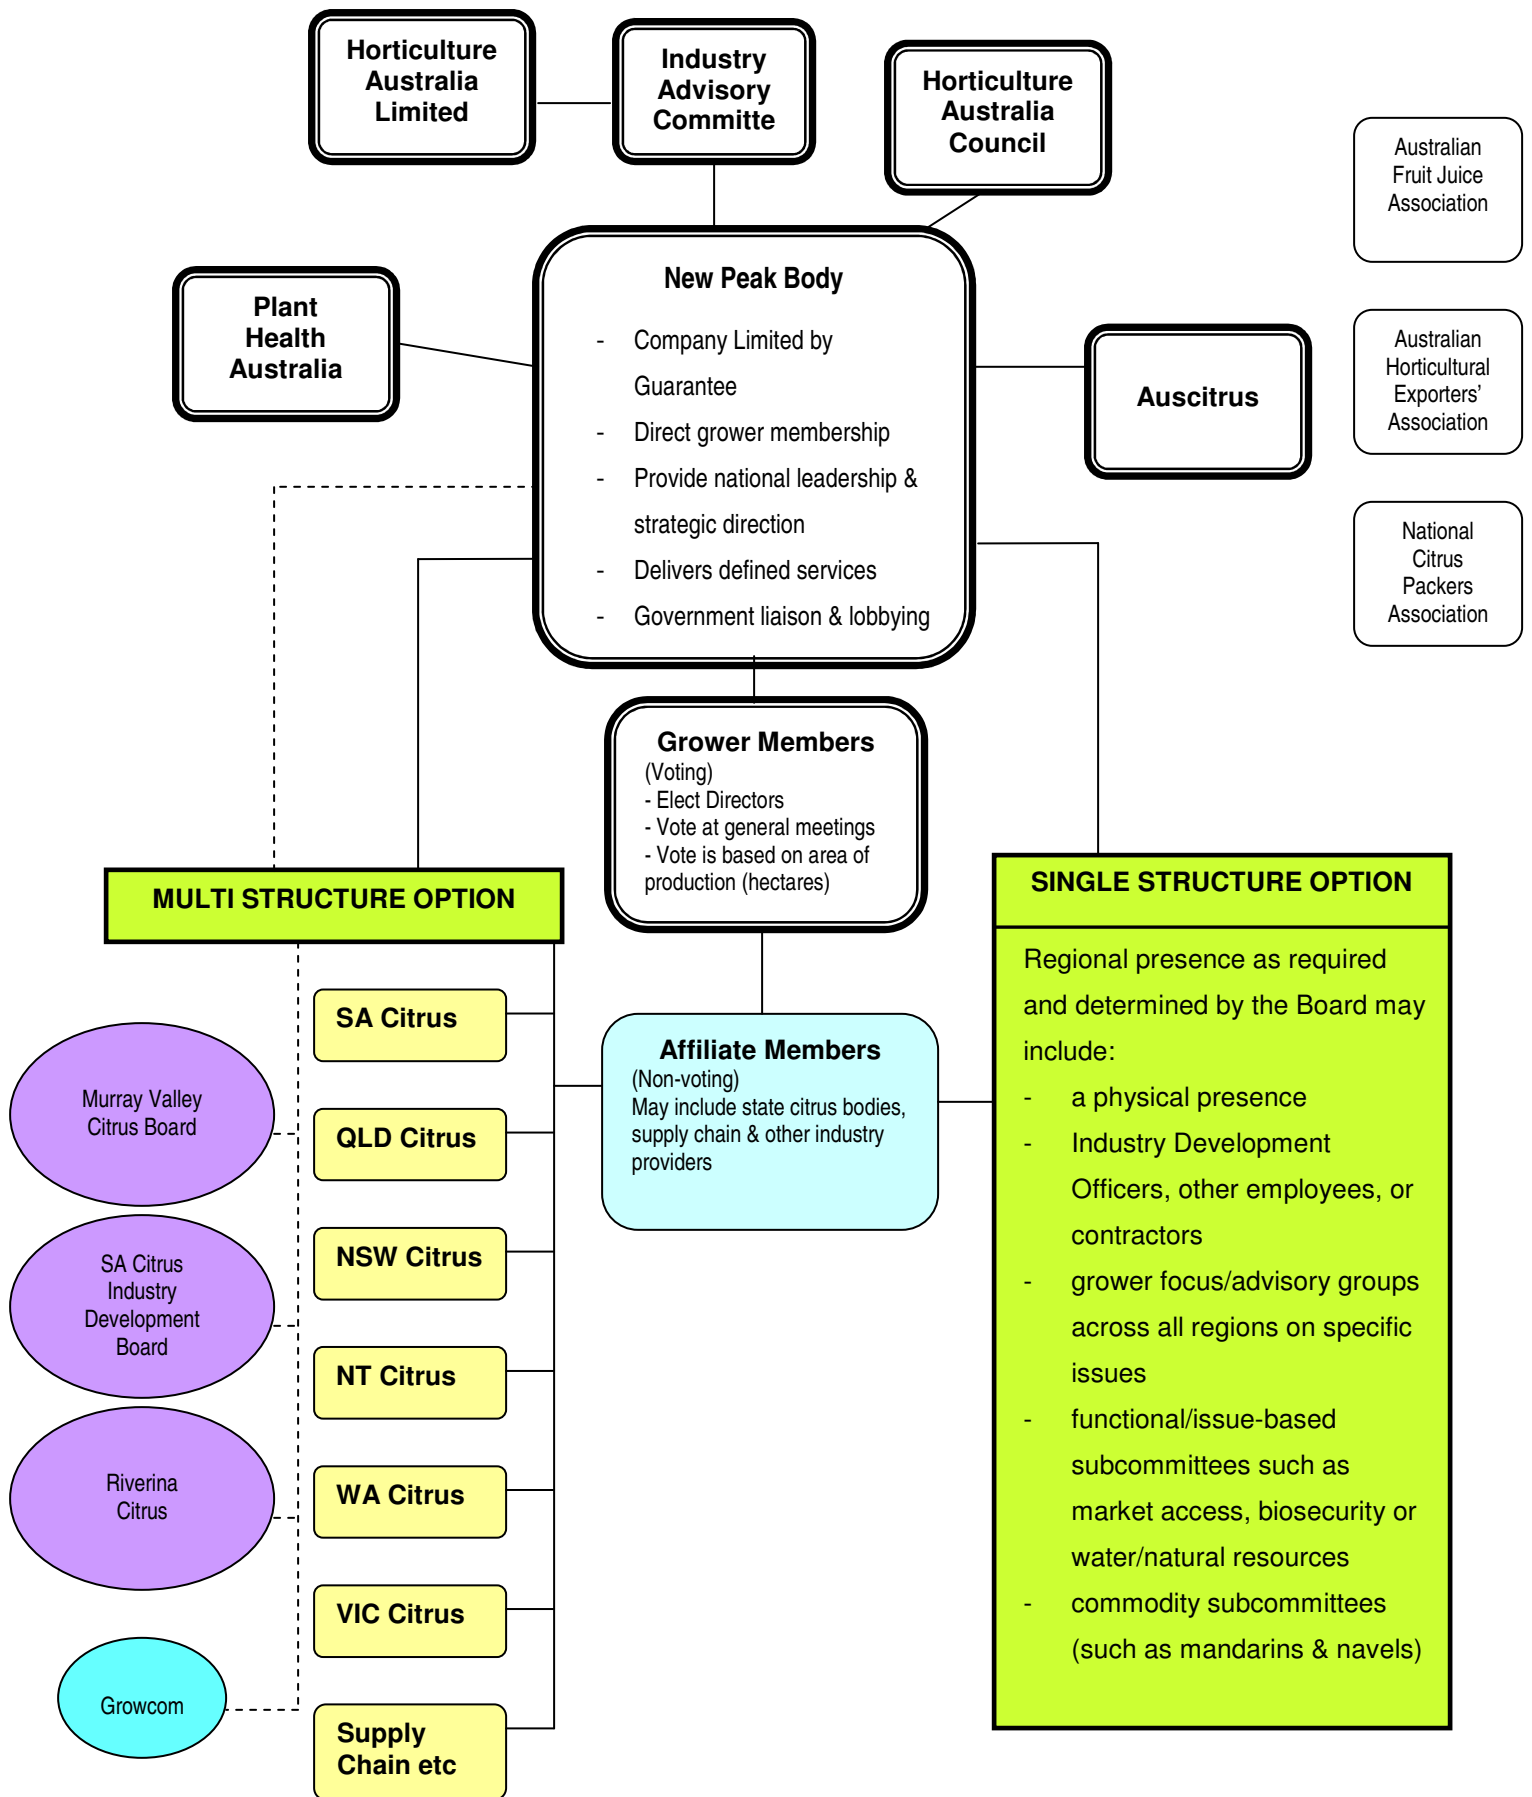 Horticulture
Australia
Limited
Industry
Advisory
Committe
Horticulture
Australia
Council
Australian
Fruit Juice
Association
Plant
Health
Australia
New Peak Body
- Company Limited by
Guarantee
- Direct grower membership
- Provide national leadership &
strategic direction
- Delivers defined services
- Government liaison & lobbying
Auscitrus
Australian
Horticultural
Exporters'
Association
National
Citrus
Packers
Association
Grower Members
(Voting)
- Elect Directors
- Vote at general meetings
- Vote is based on area of
production (hectares)
MULTI STRUCTURE OPTION
SINGLE STRUCTURE OPTION
Regional presence as required
and determined by the Board may
include:
- a physical presence
- Industry Development
Officers, other employees, or
contractors
- grower focus/advisory groups
across all regions on specific
issues
- functional/issue-based
subcommittees such as
market access, biosecurity or
water/natural resources
- commodity subcommittees
(such as mandarins & navels)
Affiliate Members
(Non-voting)
May include state citrus bodies,
supply chain & other industry
providers
SA Citrus
QLD Citrus
NSW Citrus
NT Citrus
WA Citrus
VIC Citrus
Supply
Chain etc
Murray Valley
Citrus Board
SA Citrus
Industry
Development
Board
Riverina
Citrus
Growcom